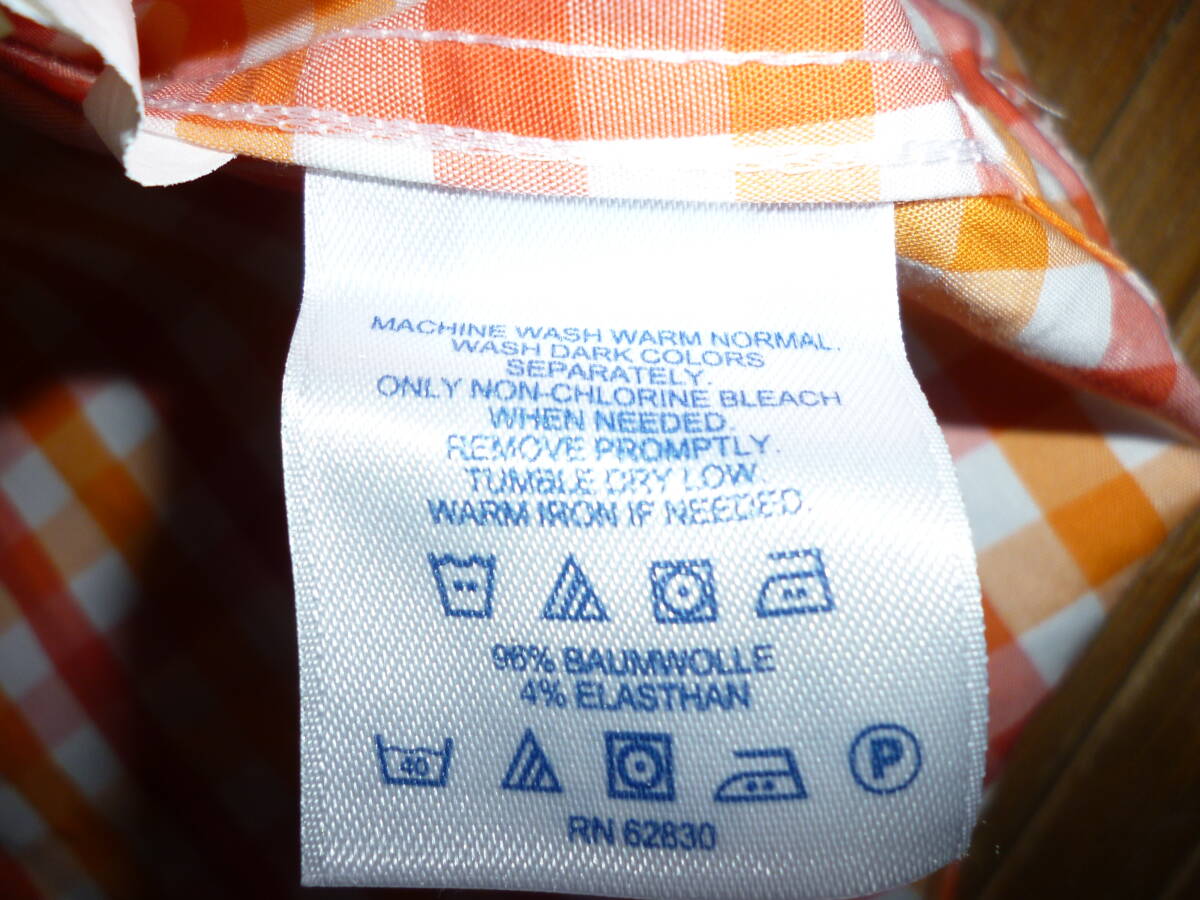 MACHINE WASH WARM NORMAL.
WASH DARK COLORS
SEPARATELY.
ONLY NON-CHLORINE BLEACH
WHEN NEEDED.
REMOVE PROMPTLY.
TUMBLE DRY LOW.
WARM IRON IF NEEDED.
96% BAUMWOLLE
4% ELASTHAN
40
P
RN 62830